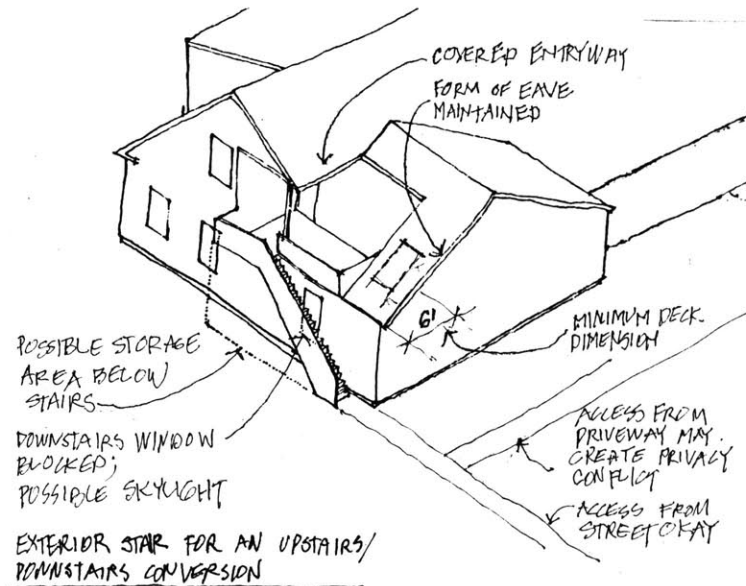 COVERED ENTRYWAY
FORM OF EAVE
MAINTAINED
6'
MINIMUM DECK
DIMENSION
POSSIBLE STORAGE
AREA BELOW
STAIRS
DOWNSTAIRS WINDOW
BLOCKED;
POSSIBLE SKYLIGHT
ACCESS FROM
DRIVEWAY MAY
CREATE PRIVACY
CONFLICT
ACCESS FROM
STREET OKAY
EXTERIOR STAIR FOR AN UPSTAIRS/
DOWNSTAIRS CONVERSION